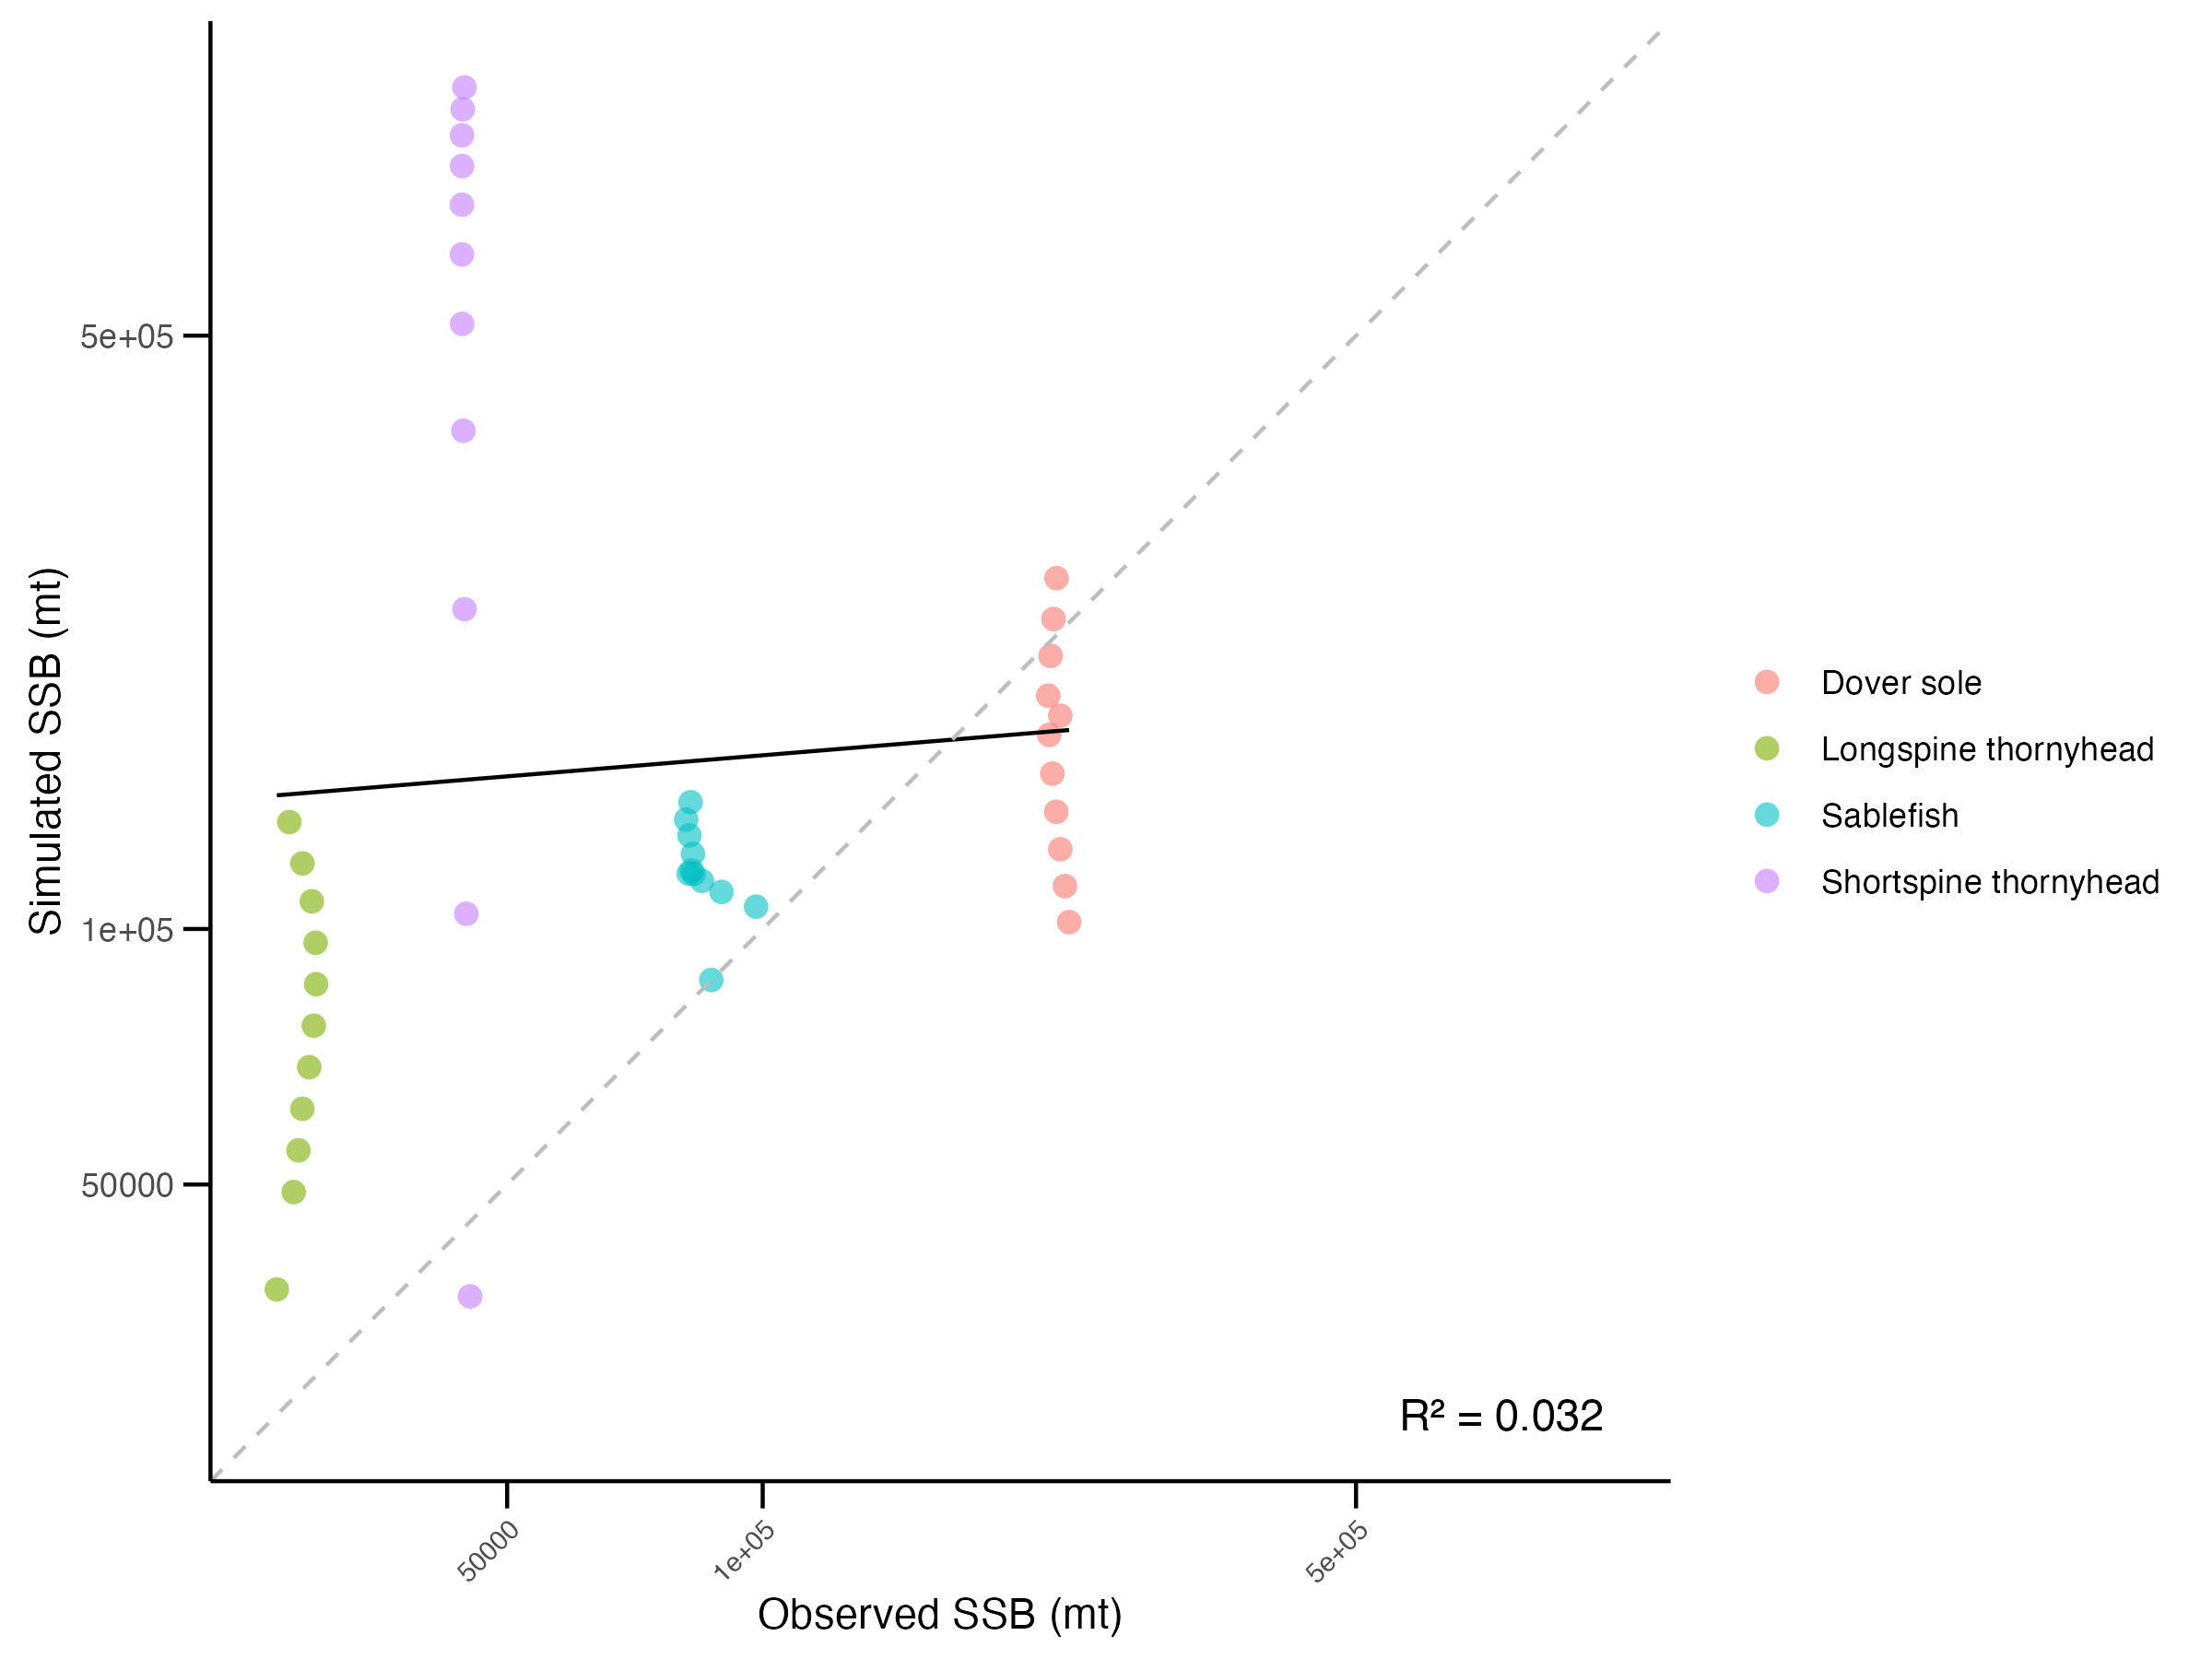 Simulated SSB (mt)
5e+05
1e+05
50000
50000
1e+05
5e+05
Observed SSB (mt)
R² = 0.032
Dover sole
Longspine thornyhead
Sablefish
Shortspine thornyhead